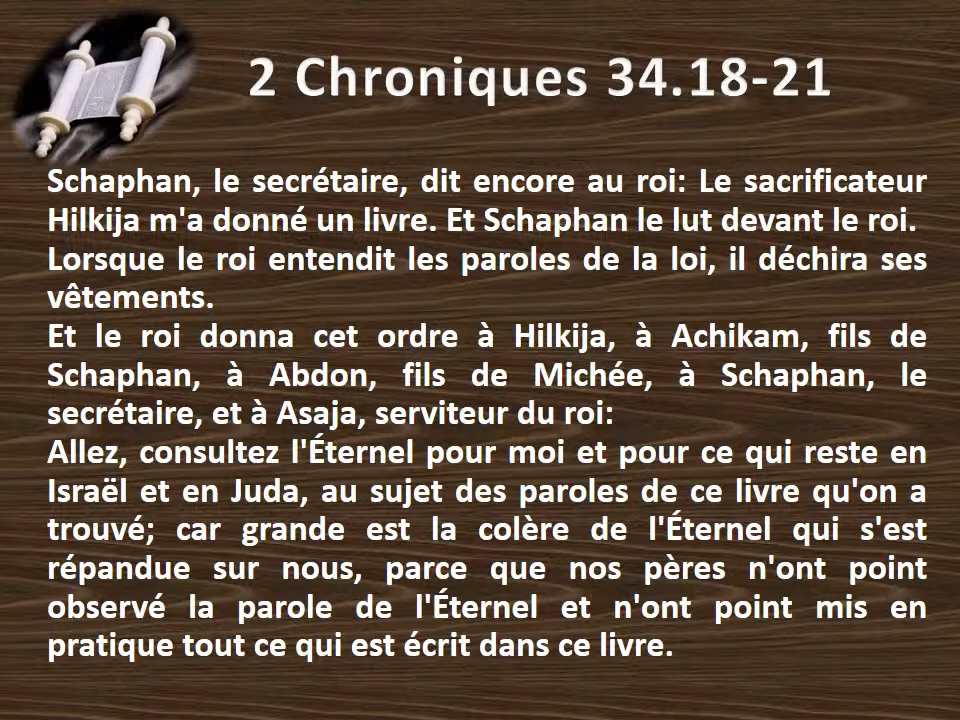 2 Chroniques 34.18-21
Schaphan, le secrétaire, dit encore au roi: Le sacrificateur
Hilkija m'a donné un livre. Et Schaphan le lut devant le roi.
Lorsque le roi entendit les paroles de la loi, il déchira ses
vêtements.
Et le roi donna cet ordre à Hilkija, à Achikam, fils de
Schaphan, à Abdon, fils de Michée, à Schaphan, le
secrétaire, et à Asaja, serviteur du roi:
Allez, consultez l'Éternel pour moi et pour ce qui reste en
Israël et en Juda, au sujet des paroles de ce livre qu'on a
trouvé; car grande est la colère de l'Éternel qui s'est
répandue sur nous, parce que nos pères n'ont point
observé la parole de l'Éternel et n'ont point mis en
pratique tout ce qui est écrit dans ce livre.